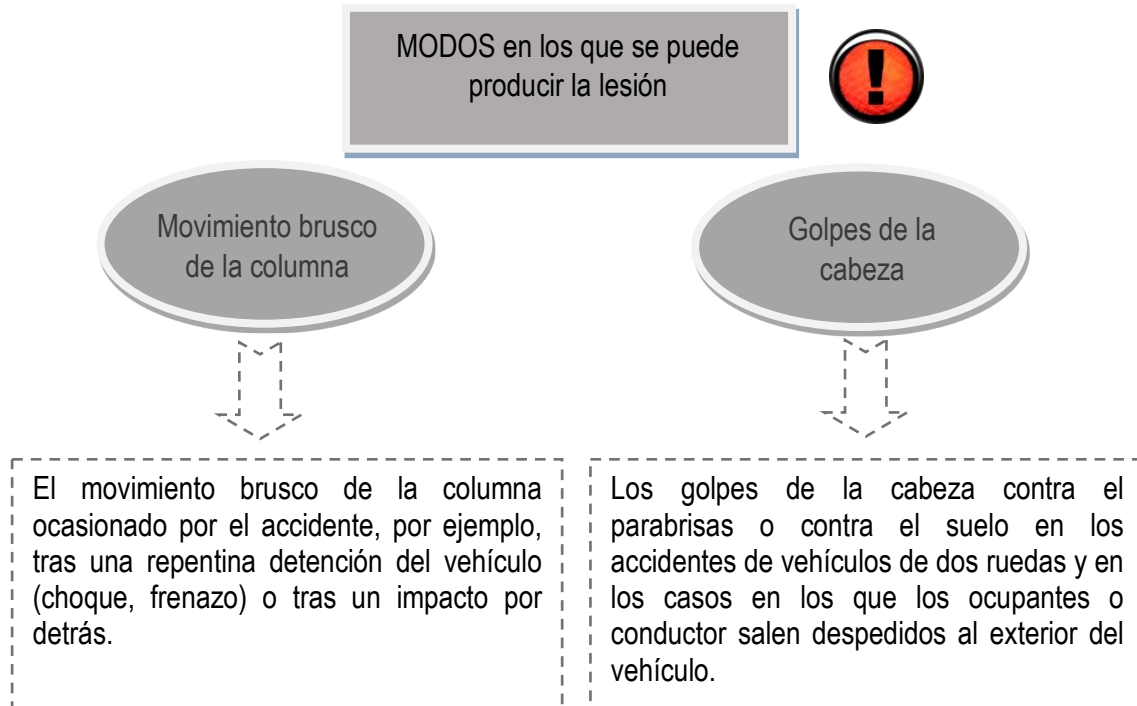 MODOS en los que se puede
producir la lesión
Movimiento brusco
de la columna
Golpes de la
cabeza
El movimiento brusco de la columna
ocasionado por el accidente, por ejemplo,
tras una repentina detención del vehículo
(choque, frenazo) o tras un impacto por
detrás.
Los golpes de la cabeza contra el
parabrisas o contra el suelo en los
accidentes de vehículos de dos ruedas y en
los casos en los que los ocupantes o
conductor salen despedidos al exterior del
vehículo.